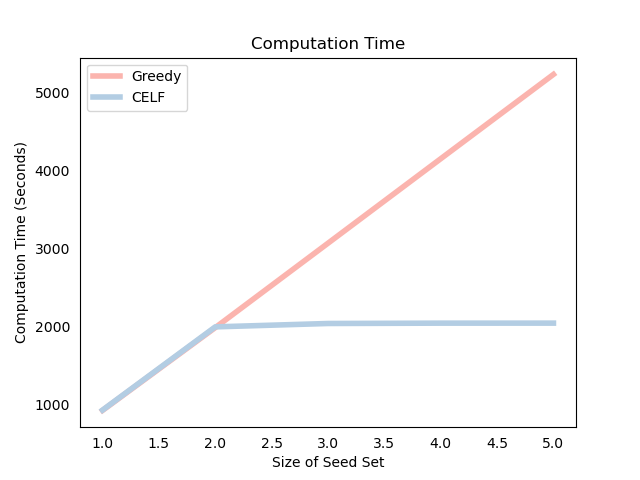 Computation Time
Greedy
CELF
Computation Time (Seconds)
5000
4000
3000
2000
1000
1.0 1.5 2.0 2.5 3.0 3.5 4.0 4.5 5.0
Size of Seed Set